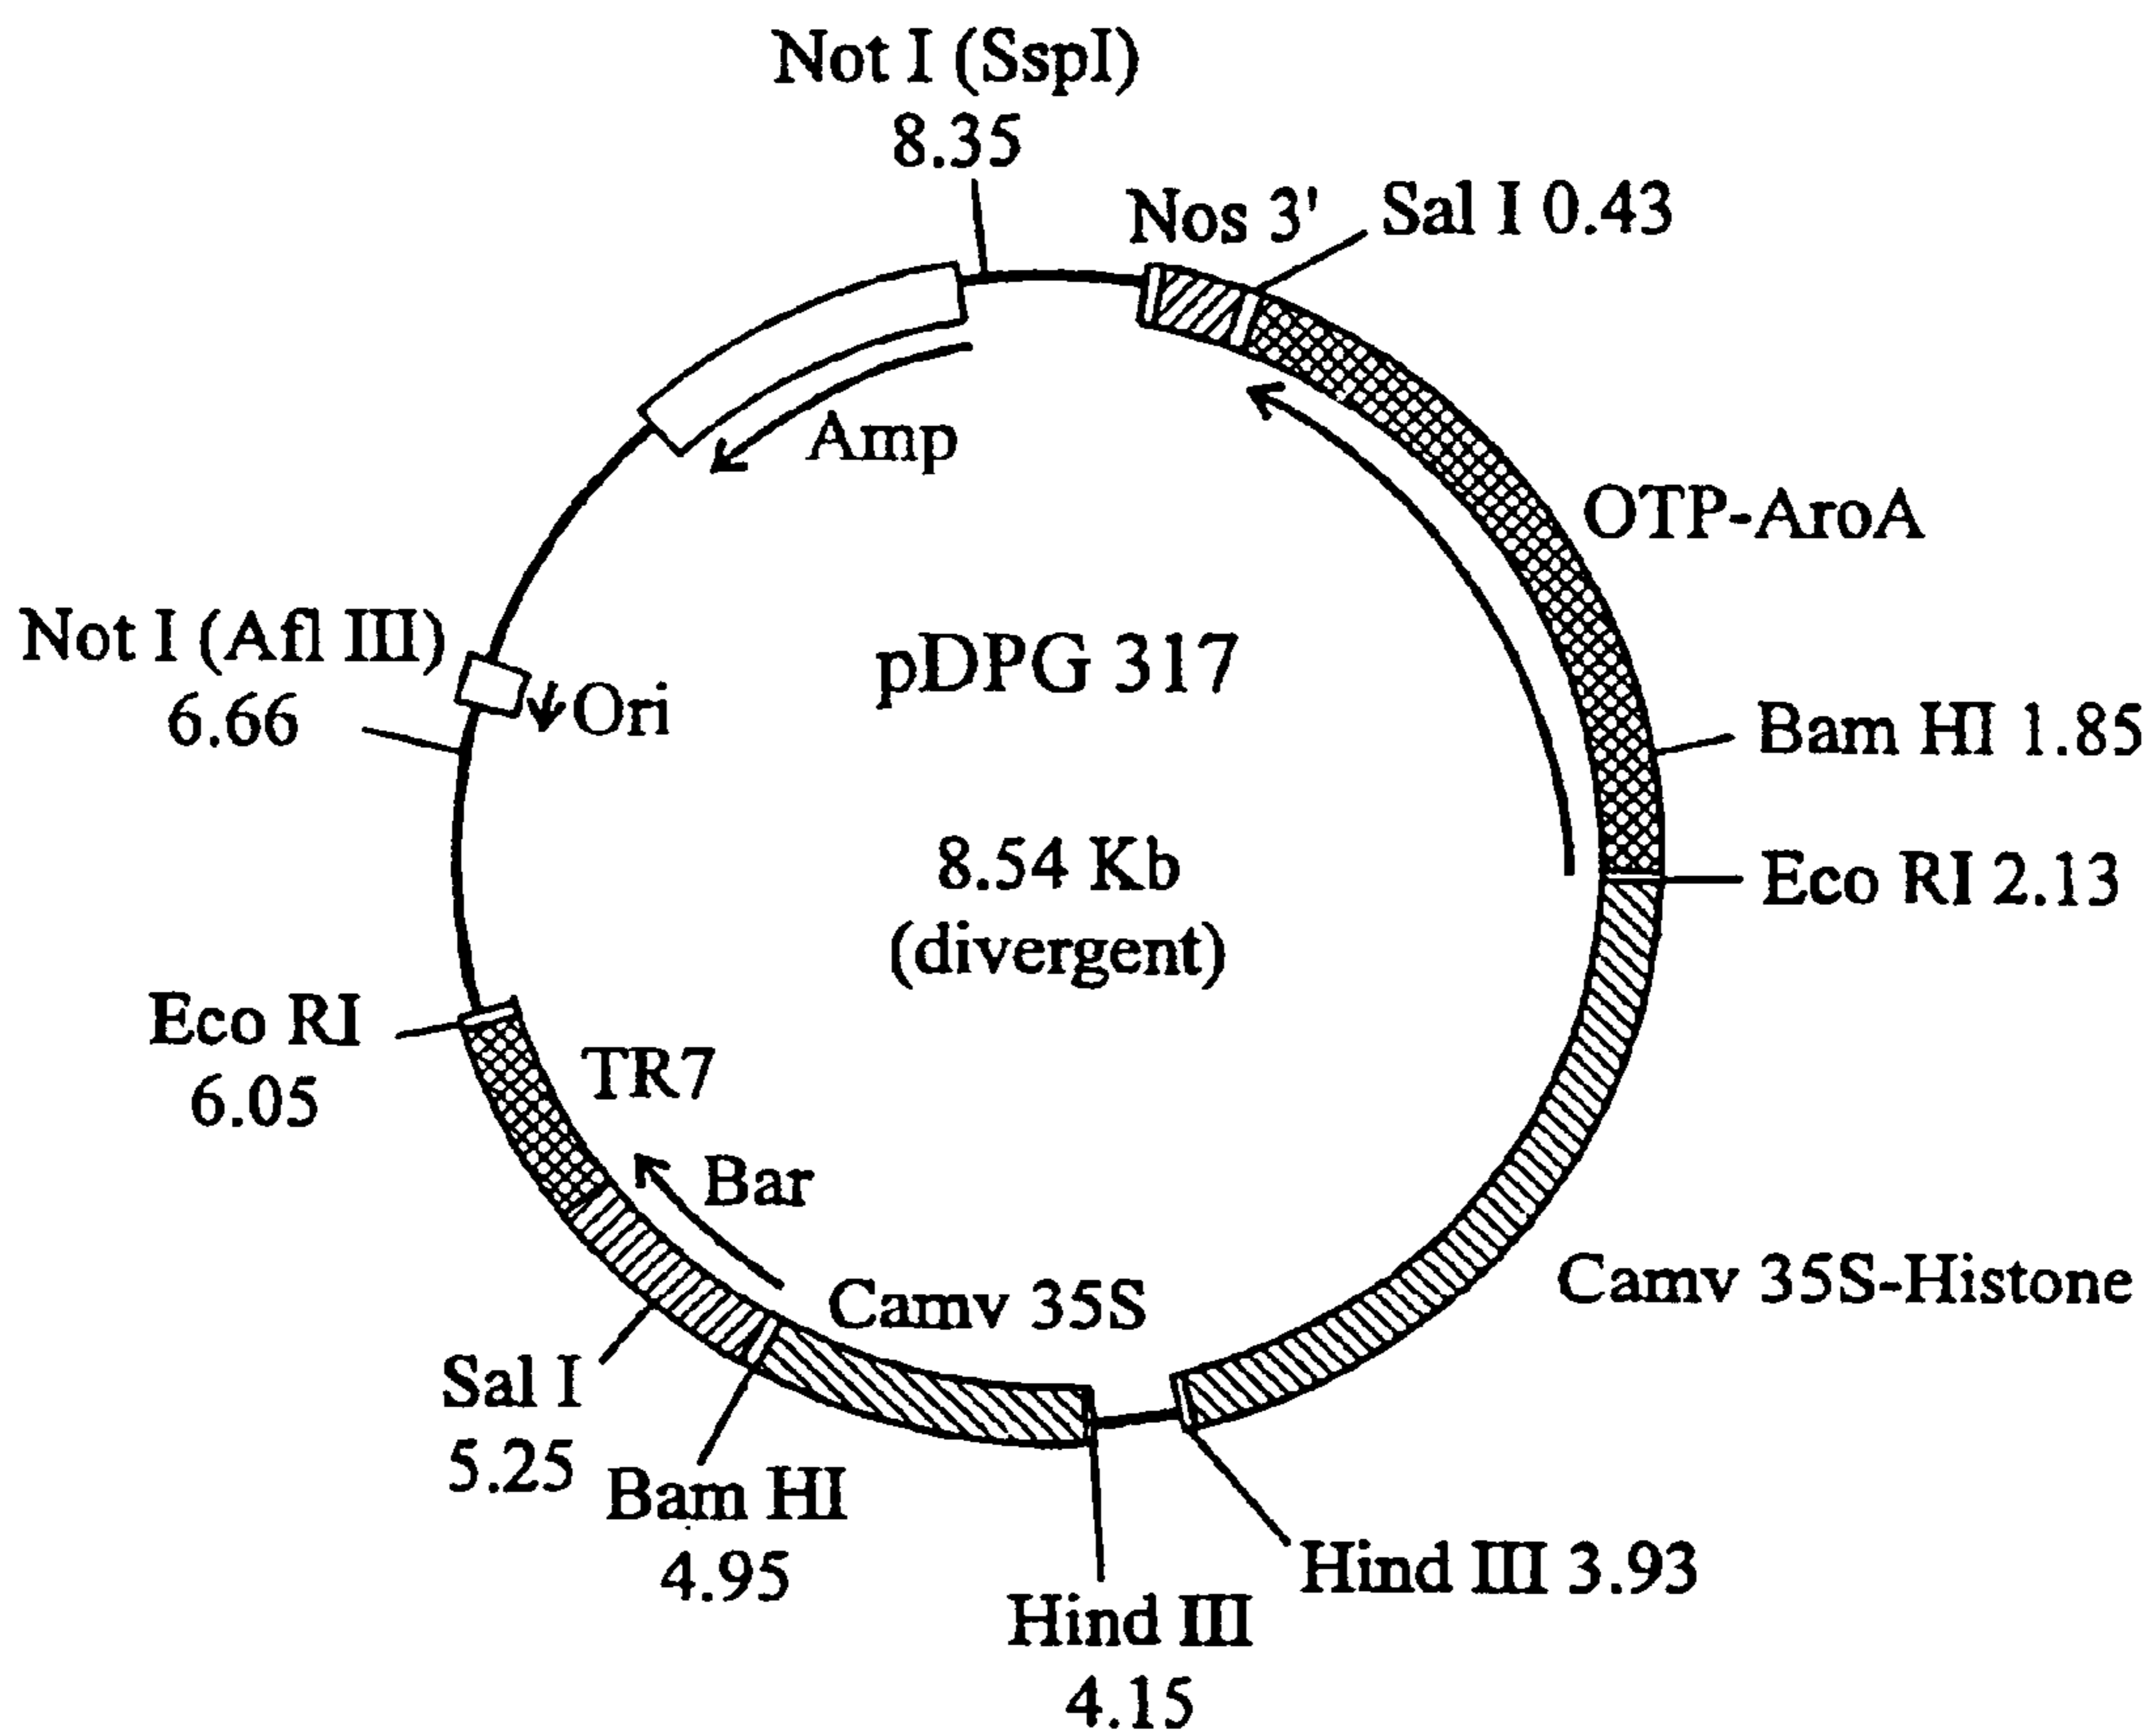 Not I (SspI)
8.35
Nos 3'
Sal I 0.43
Amp
OTP-AroA
Not I (Afl III)
6.66
Ori
pDPG 317
Bam HI 1.85
8.54 Kb
(divergent)
Eco RI 2.13
Eco RI
6.05
TR7
Bar
Camv 35S
Camv 35S-Histone
Sal I
5.25
Bam HI
4.95
Hind III 3.93
Hind III
4.15